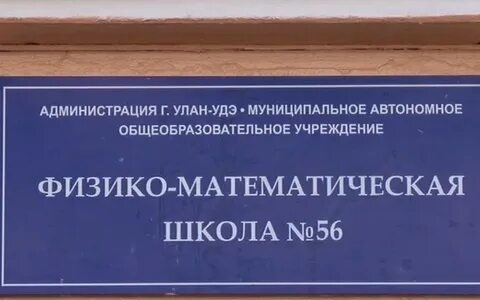 АДМИНИСТРАЦИЯ Г. УЛАН-УДЭ • МУНИЦИПАЛЬНОЕ АВТОНОМНОЕ
ОБЩЕОБРАЗОВАТЕЛЬНОЕ УЧРЕЖДЕНИЕ
ФИЗИКО-МАТЕМАТИЧЕСКАЯ
ШКОЛА №56